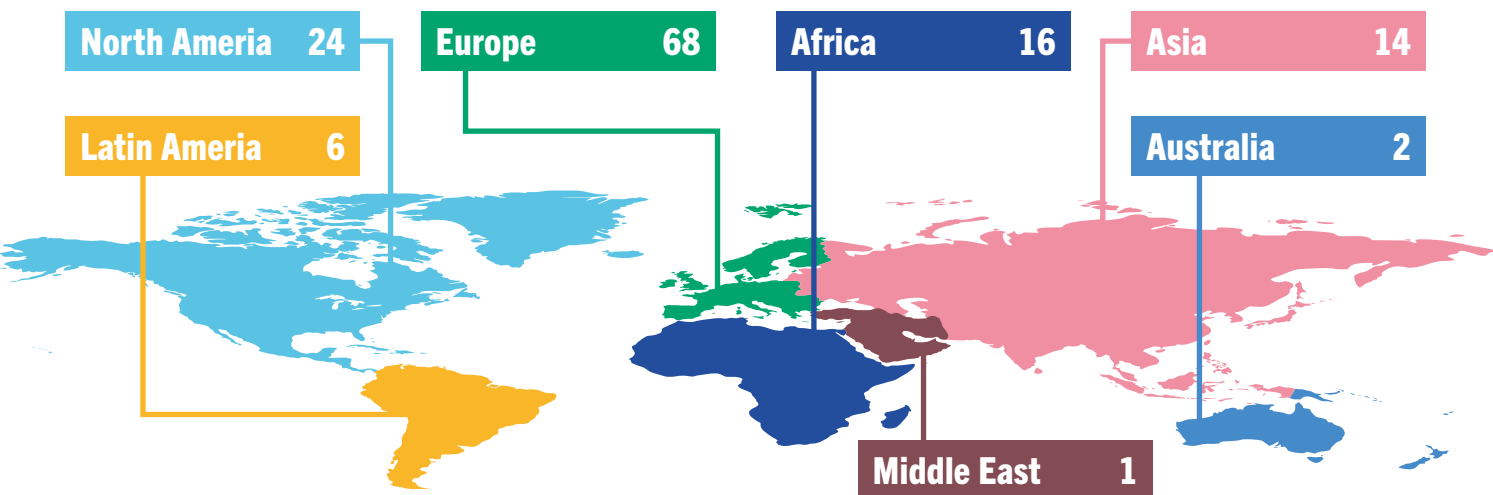 North Ameria 24
Europe 68
Africa 16
Asia 14
Latin Ameria 6
Australia 2
Middle East 1